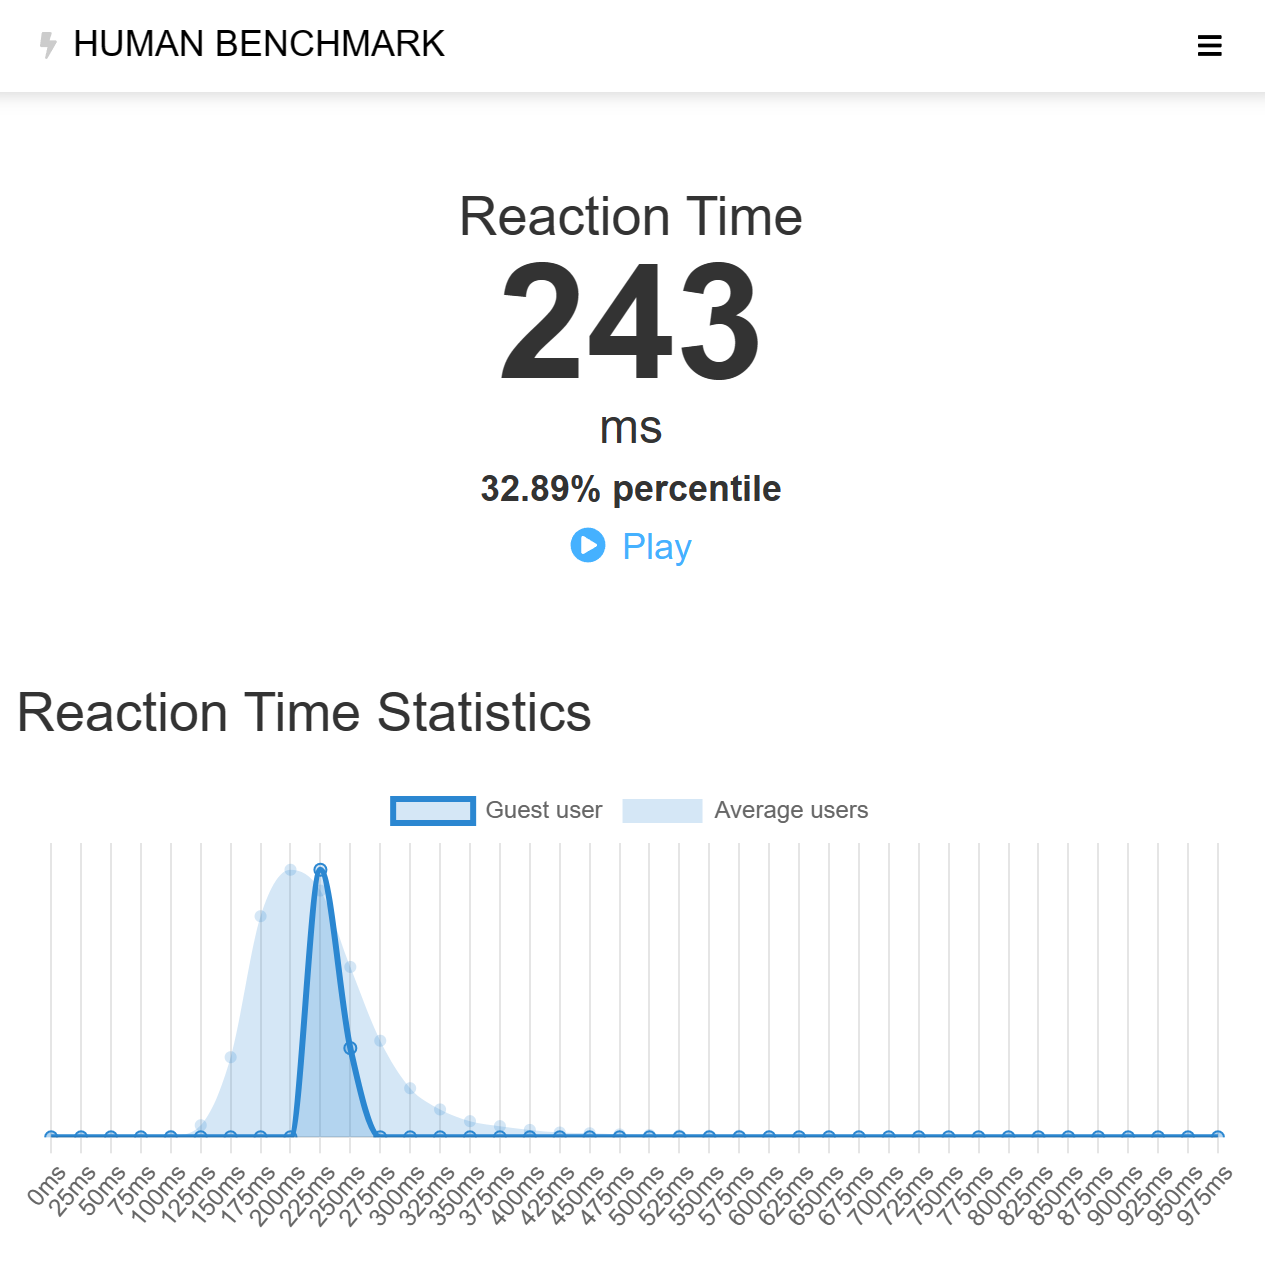 HUMAN BENCHMARK
Reaction Time
243
ms
32.89% percentile
Play
Reaction Time Statistics
Guest user Average users
0ms 25ms 50ms 75ms 100ms 125ms 150ms 175ms 200ms 225ms 250ms 275ms 300ms 325ms 350ms 375ms 400ms 425ms 450ms 475ms 500ms 525ms 550ms 575ms 600ms 625ms 650ms 675ms 700ms 725ms 750ms 775ms 800ms 825ms 850ms 875ms 900ms 925ms 950ms 975ms